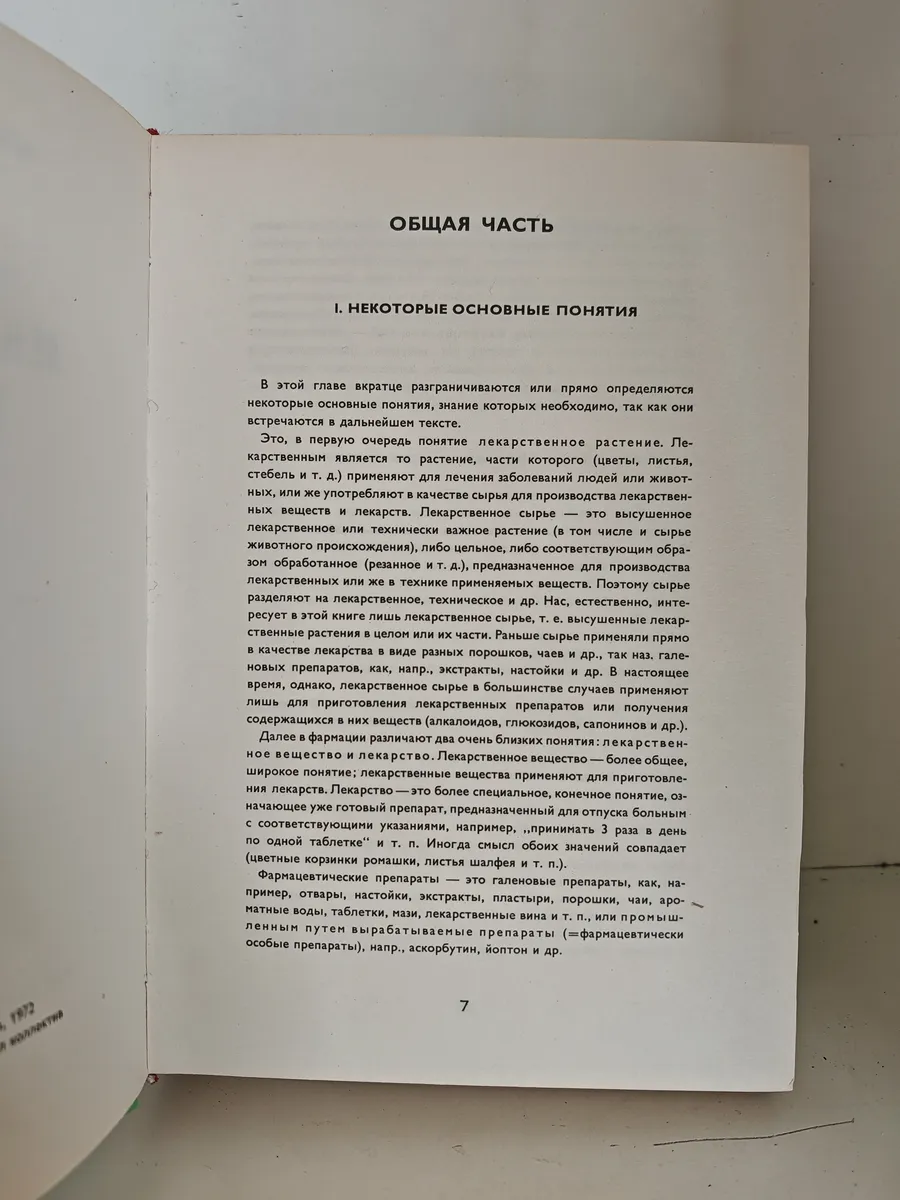 ОБЩАЯ ЧАСТЬ
I. НЕКОТОРЫЕ ОСНОВНЫЕ ПОНЯТИЯ
В этой главе вкратце разграничиваются или прямо определяются
некоторые основные понятия, знание которых необходимо, так как они
встречаются в дальнейшем тексте.
Это, в первую очередь понятие лекарственное растение. Ле-
карственным является то растение, части которого (цветы, листья,
стебель и т. д.) применяют для лечения заболеваний людей или живот-
ных, или же употребляют в качестве сырья для производства лекарствен-
ных веществ и лекарств. Лекарственное сырье — это высушенное
лекарственное или технически важное растение (в том числе и сырье
животного происхождения), либо цельное, либо соответствующим обра-
зом обработанное (резанное и т. д.), предназначенное для производства
лекарственных или же в технике применяемых веществ. Поэтому сырье
разделяют на лекарственное, техническое и др. Нас, естественно, инте-
ресует в этой книге лишь лекарственное сырье, т. е. высушенные лекар-
ственные растения в целом или их части. Раньше сырье применяли прямо
в качестве лекарства в виде разных порошков, чаев и др., так наз. гале-
новых препаратов, как, напр., экстракты, настойки и др. В настоящее
время, однако, лекарственное сырье в большинстве случаев применяют
лишь для приготовления лекарственных препаратов или получения
содержащихся в них веществ (алкалоидов, глюкозидов, сапонинов и др.).
Далее в фармации различают два очень близких понятия: лекарствен-
ное вещество и лекарство. Лекарственное вещество — более общее,
широкое понятие; лекарственные вещества применяют для приготовле-
ния лекарств. Лекарство — это более специальное, конечное понятие, оз-
начающее уже готовый препарат, предназначенный для отпуска больным
с соответствующими указаниями, например, „принимать 3 раза в день
по одной таблетке“ и т. п. Иногда смысл обоих значений совпадает
(цветные корзинки ромашки, листья шалфея и т. п.).
Фармацевтические препараты — это галеновые препараты, как, на-
пример, отвары, настойки, экстракты, пластыри, порошки, чаи, аро-
матные воды, таблетки, мази, лекарственные вина и т. п., или промыш-
ленным путем вырабатываемые препараты (=фармацевтически
особые препараты), напр., аскорбутин, йоптон и др.
7
1972
коллектив